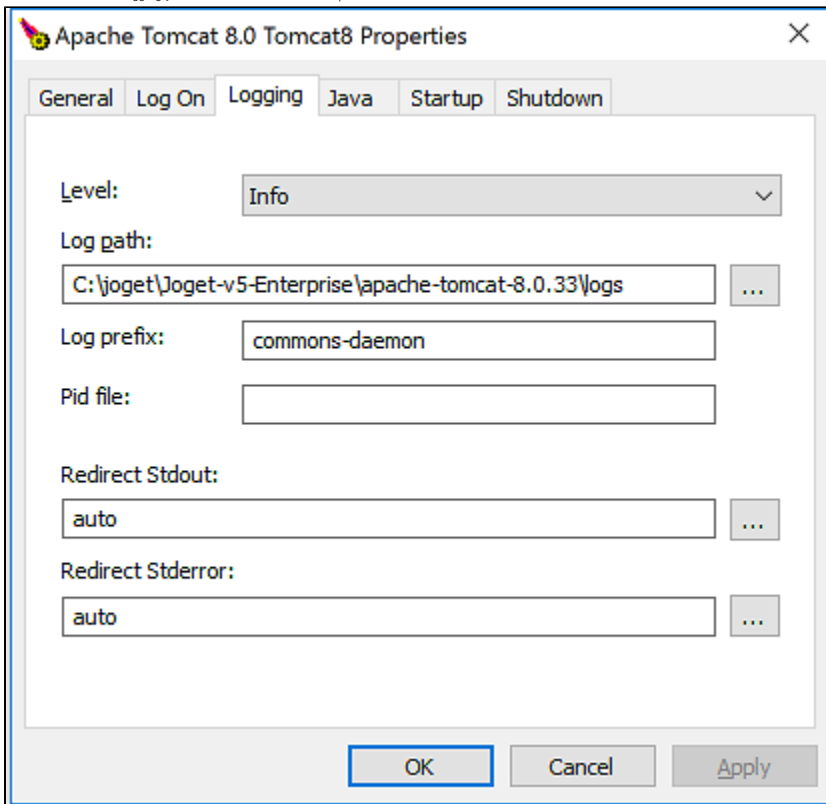 Apache Tomcat 8.0 Tomcat8 Properties
General Log On Logging Java Startup Shutdown
Level: Info
Log path:
C:\joget\Joget-v5-Enterprise\apache-tomcat-8.0.33\logs ...
Log prefix: commons-daemon
Pid file:
Redirect Stdout:
auto ...
Redirect Stderror:
auto ...
OK Cancel Apply